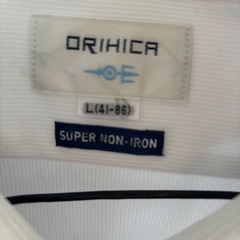 ORIHICA
L(41-86)
SUPER NON-IRON